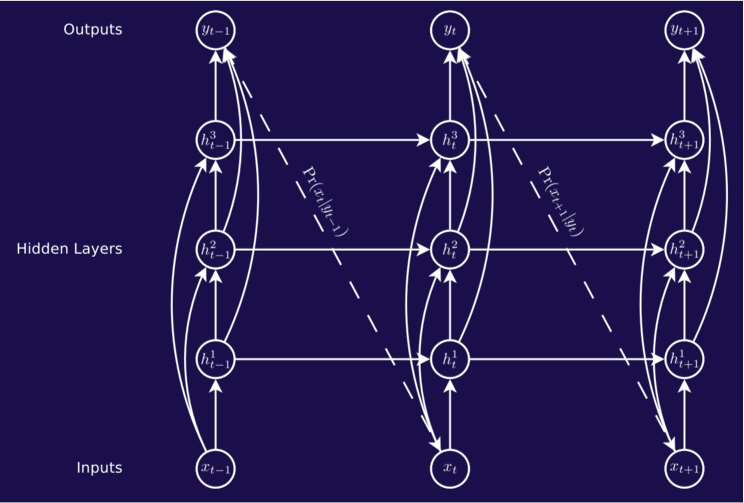 Outputs y_{t−1} y_t y_{t+1}
h^3_{t−1} h^3_t h^3_{t+1}
Pr(x_t|y_{t−1}) Pr(x_{t+1}|y_t)
Hidden Layers h^2_{t−1} h^2_t h^2_{t+1}
h^1_{t−1} h^1_t h^1_{t+1}
Inputs x_{t−1} x_t x_{t+1}